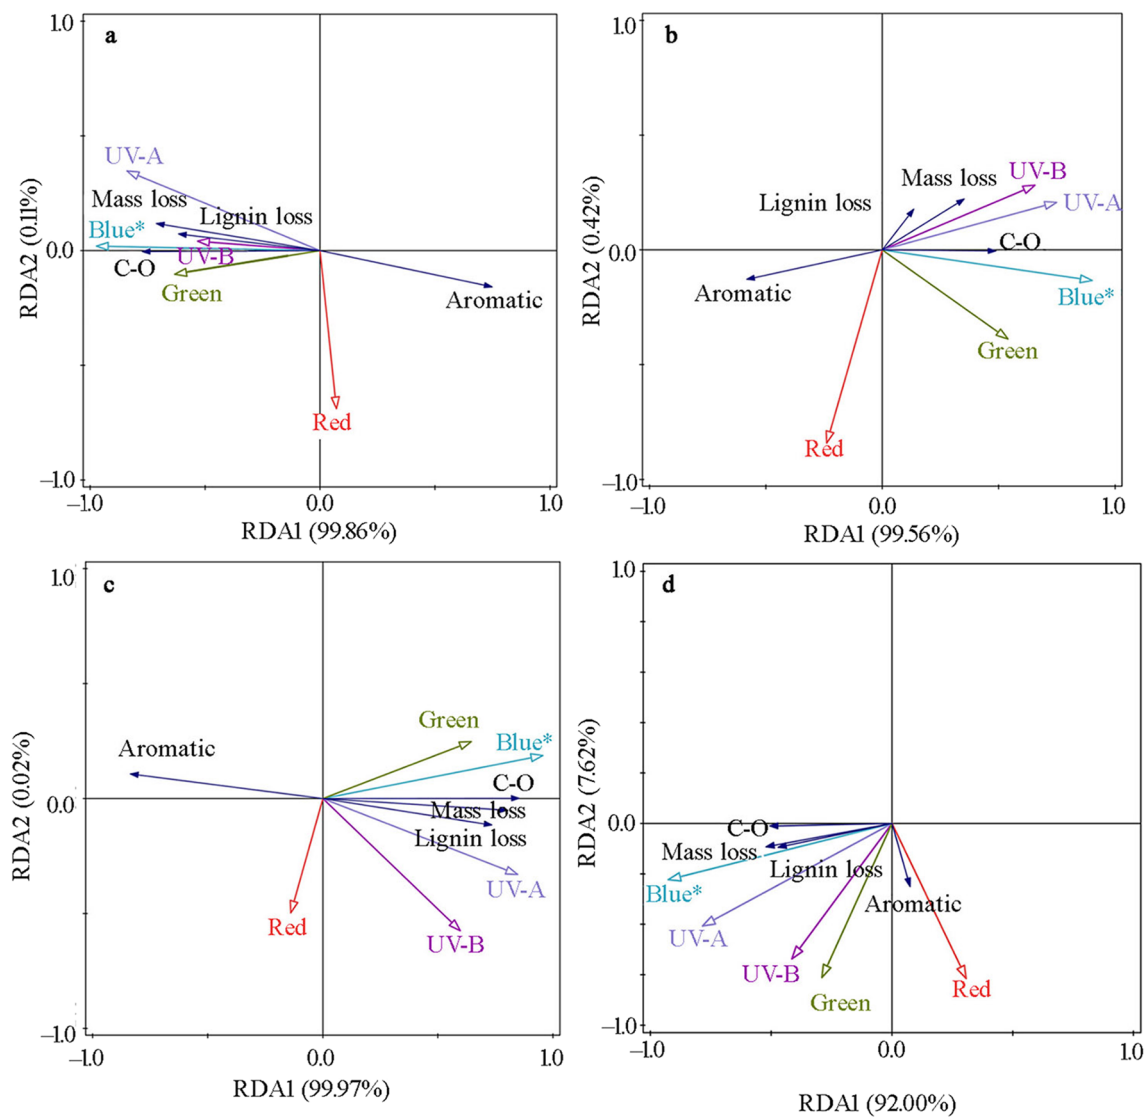 a
1.0
UV-A
Mass loss
Lignin loss
Blue*
0.0
UV-B
C-O
Green
Aromatic
Red
–1.0
–1.0
0.0
1.0
RDA1 (99.86%)
RDA2 (0.11%)
b
1.0
UV-B
Mass loss
Lignin loss
UV-A
C-O
0.0
Aromatic
Blue*
Green
Red
–1.0
–1.0
0.0
1.0
RDA1 (99.56%)
RDA2 (0.42%)
c
1.0
Green
Blue*
Aromatic
C-O
0.0
Mass loss
Lignin loss
UV-A
Red
UV-B
–1.0
–1.0
0.0
1.0
RDA1 (99.97%)
RDA2 (0.02%)
d
1.0
0.0
C-O
Mass loss
Lignin loss
Blue*
Aromatic
UV-A
UV-B
Red
Green
–1.0
–1.0
0.0
1.0
RDA1 (92.00%)
RDA2 (7.62%)